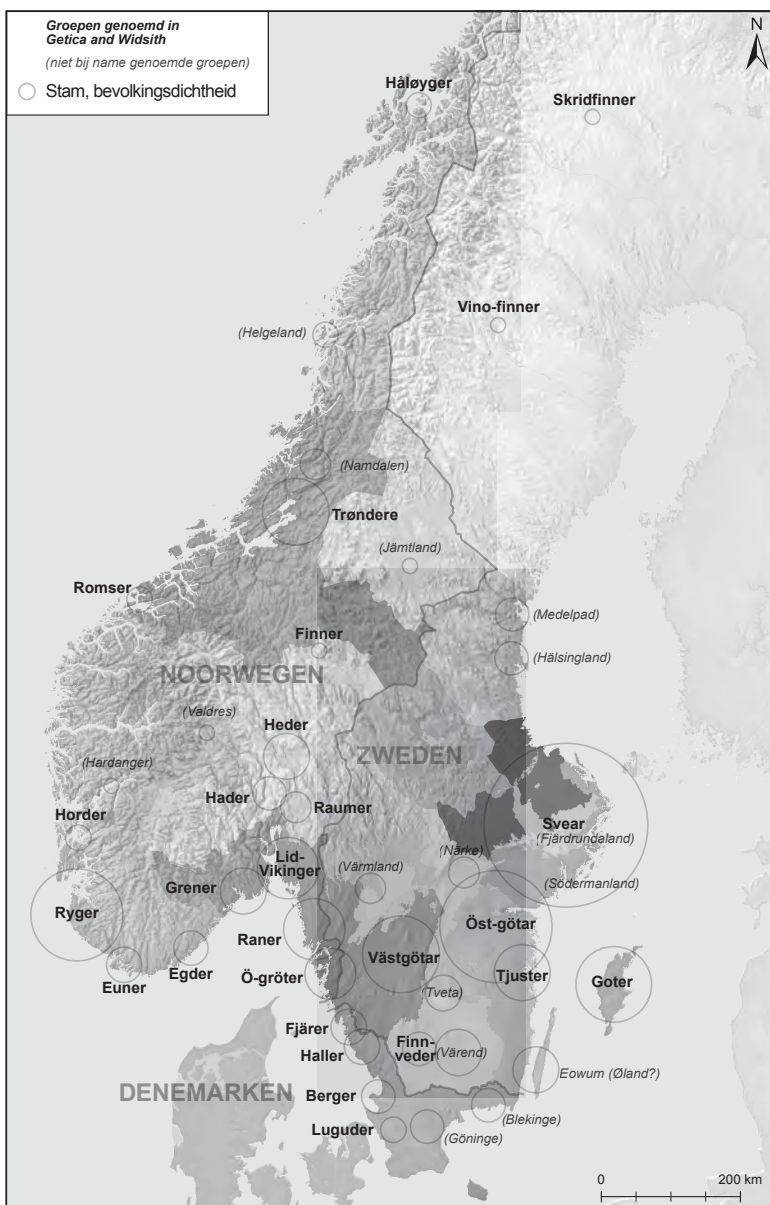 Groepen genoemd in
Getica and Widsith
(niet bij name genoemde groepen)
Stam, bevolkingsdichtheid
N
Håløyger
Skridfinner
Vino-finner
(Helgeland)
(Namdalen)
Trøndere
(Jämtland)
Romser
(Medelpad)
Finner
(Hälsingland)
NOORWEGEN
(Valdres)
Heder
ZWEDEN
(Hardanger)
Hader
Raumer
Horder
Svear
(Fjärdrundaland)
(Närke)
Lid-
Vikinger
(Värmland)
(Södermanland)
Grener
Ryger
Öst-götar
Raner
Västgötar
Egder
Tjuster
Euner
Ö-gröter
Goter
(Tveta)
Fjärer
Finn-
veder
(Värend)
Haller
Eowum (Øland?)
DENEMARKEN
Berger
(Blekinge)
Luguder
(Göninge)
0
200 km